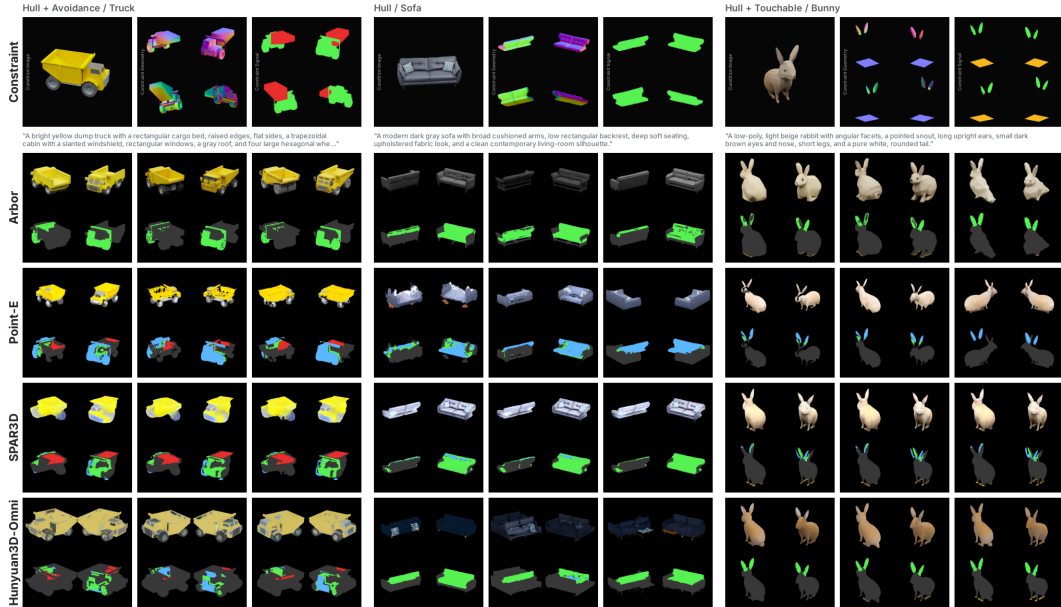 Hull + Avoidance / Truck
Hull / Sofa
Hull + Touchable / Bunny
Constraint
Condition Image
Constraint Geometry
Constraint Signal
Condition Image
Constraint Geometry
Constraint Signal
Condition Image
Constraint Geometry
Constraint Signal
"A bright yellow dump truck with a rectangular cargo bed, raised edges, flat sides, a trapezoidal
cabin with a slanted windshield, rectangular windows, a gray roof, and four large hexagonal whe..."
"A modern dark gray sofa with broad cushioned arms, low rectangular backrest, deep soft seating,
upholstered fabric look, and a clean contemporary living-room silhouette."
"A low-poly, light beige rabbit with angular facets, a pointed snout, long upright ears, small dark
brown eyes and nose, short legs, and a pure white, rounded tail."
Arbor
Point-E
SPAR3D
Hunyuan3D-Omni